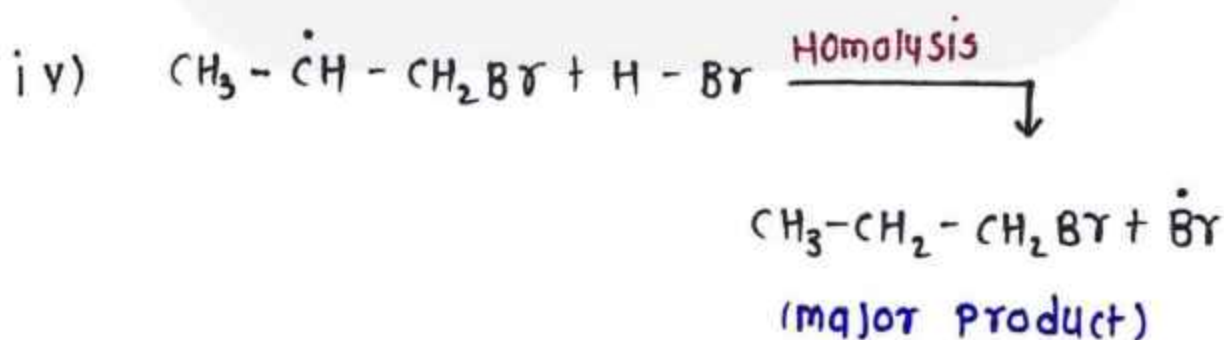 iv) CH₃ - ĊH - CH₂Br + H - Br Homolysis
CH₃-CH₂-CH₂Br + Ḃr
(major product)